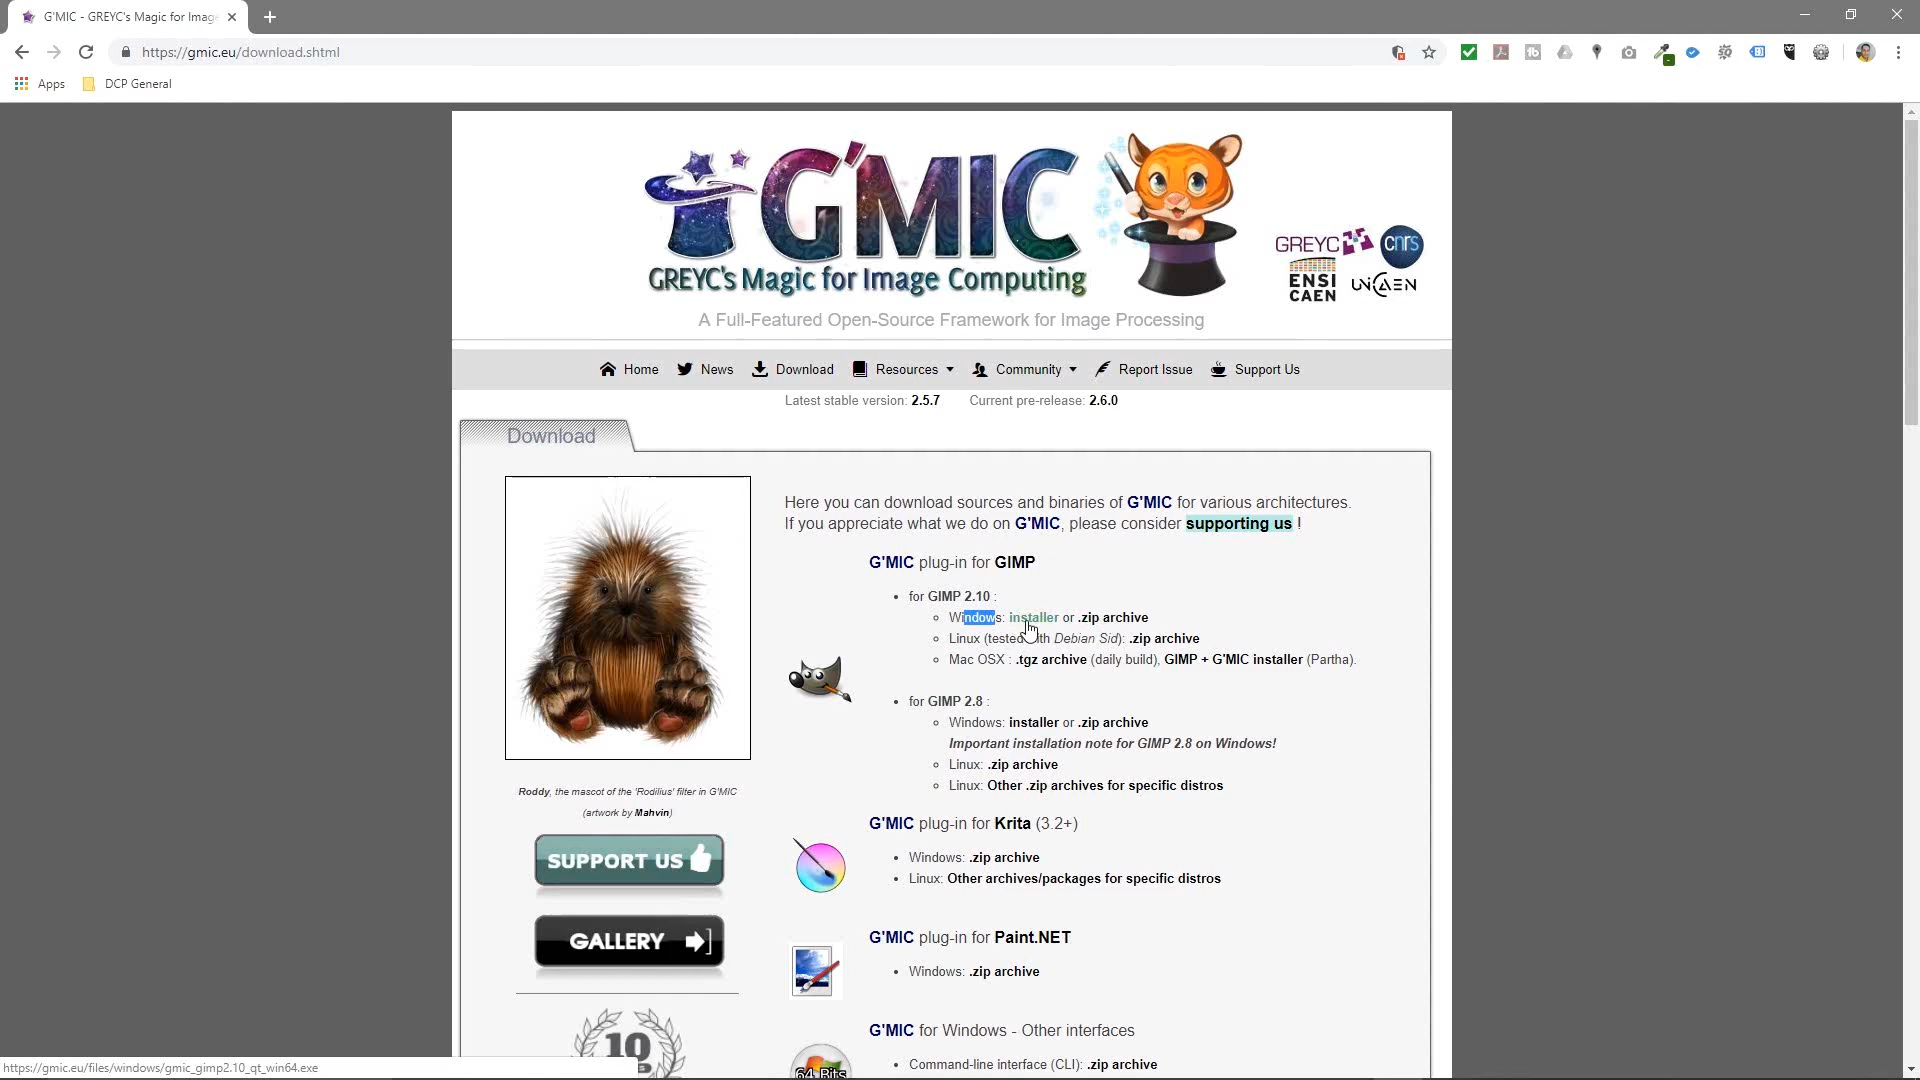 G'MIC - GREYC's Magic for Image
https://gmic.eu/download.shtml
Apps
DCP General
G'MIC
GREYC's Magic for Image Computing
GREYC
cnrs
ENSI
CAEN
UNICAEN
A Full-Featured Open-Source Framework for Image Processing
Home
News
Download
Resources
Community
Report Issue
Support Us
Latest stable version: 2.5.7 Current pre-release: 2.6.0
Download
Here you can download sources and binaries of G'MIC for various architectures.
If you appreciate what we do on G'MIC, please consider supporting us !
G'MIC plug-in for GIMP
for GIMP 2.10 :
Windows: installer or .zip archive
Linux (tested with Debian Sid): .zip archive
Mac OSX : .tgz archive (daily build), GIMP + G'MIC installer (Partha).
for GIMP 2.8 :
Windows: installer or .zip archive
Important installation note for GIMP 2.8 on Windows!
Linux: .zip archive
Linux: Other .zip archives for specific distros
Roddy, the mascot of the 'Rodilius' filter in G'MIC
(artwork by Mahvin)
SUPPORT US
GALLERY
10
G'MIC plug-in for Krita (3.2+)
Windows: .zip archive
Linux: Other archives/packages for specific distros
G'MIC plug-in for Paint.NET
Windows: .zip archive
G'MIC for Windows - Other interfaces
64 Bits
Command-line interface (CLI): .zip archive
https://gmic.eu/files/windows/gmic_gimp2.10_qt_win64.exe